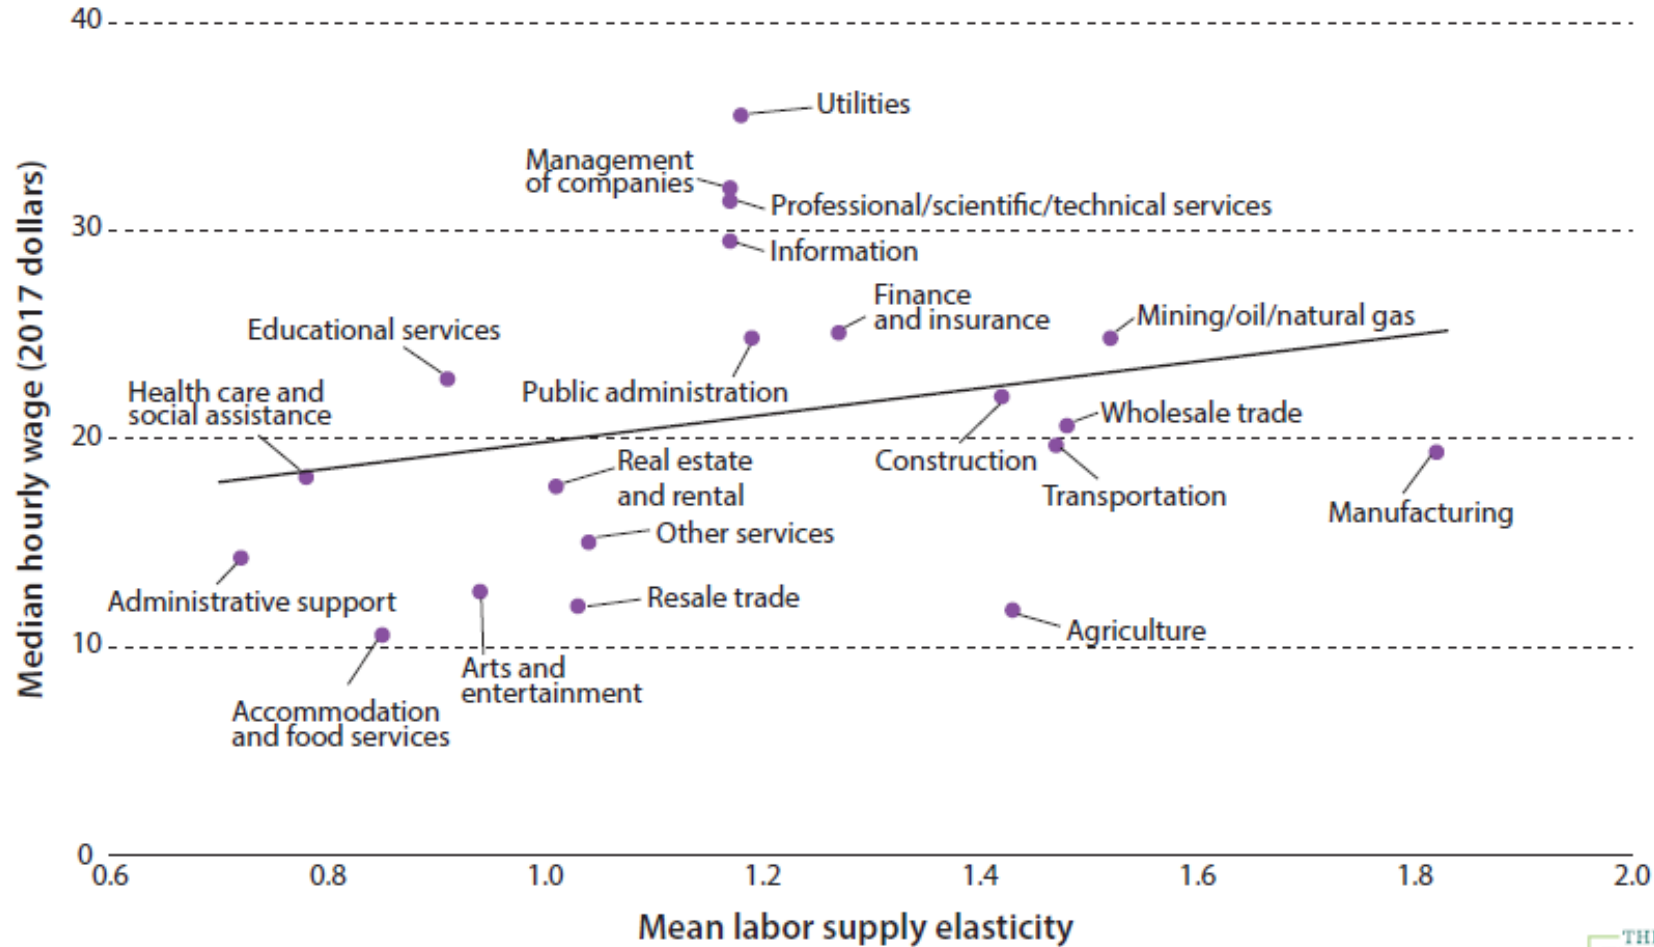 40
Utilities
Management
of companies
Professional/scientific/technical services
30
Information
Finance
and insurance
Mining/oil/natural gas
Educational services
Public administration
Health care and
social assistance
Wholesale trade
20
Real estate
and rental
Construction
Transportation
Manufacturing
Other services
Administrative support
Resale trade
Agriculture
10
Arts and
entertainment
Accommodation
and food services
0
0.6 0.8 1.0 1.2 1.4 1.6 1.8 2.0
Mean labor supply elasticity
Median hourly wage (2017 dollars)